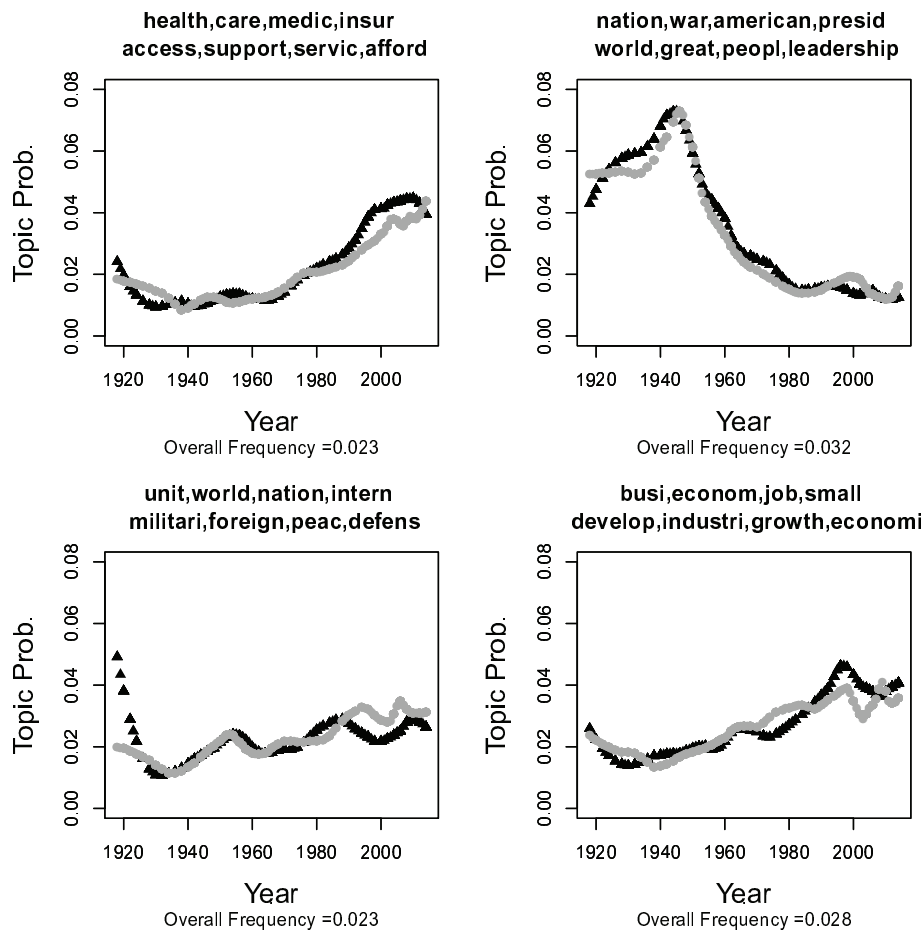 health,care,medic,insur
access,support,servic,afford
Topic Prob.
0.08
0.06
0.04
0.02
0.00
1920 1940 1960 1980 2000
Year
Overall Frequency =0.023
nation,war,american,presid
world,great,peopl,leadership
Topic Prob.
0.08
0.06
0.04
0.02
0.00
1920 1940 1960 1980 2000
Year
Overall Frequency =0.032
unit,world,nation,intern
militari,foreign,peac,defens
Topic Prob.
0.08
0.06
0.04
0.02
0.00
1920 1940 1960 1980 2000
Year
Overall Frequency =0.023
busi,econom,job,small
develop,industri,growth,economi
Topic Prob.
0.08
0.06
0.04
0.02
0.00
1920 1940 1960 1980 2000
Year
Overall Frequency =0.028